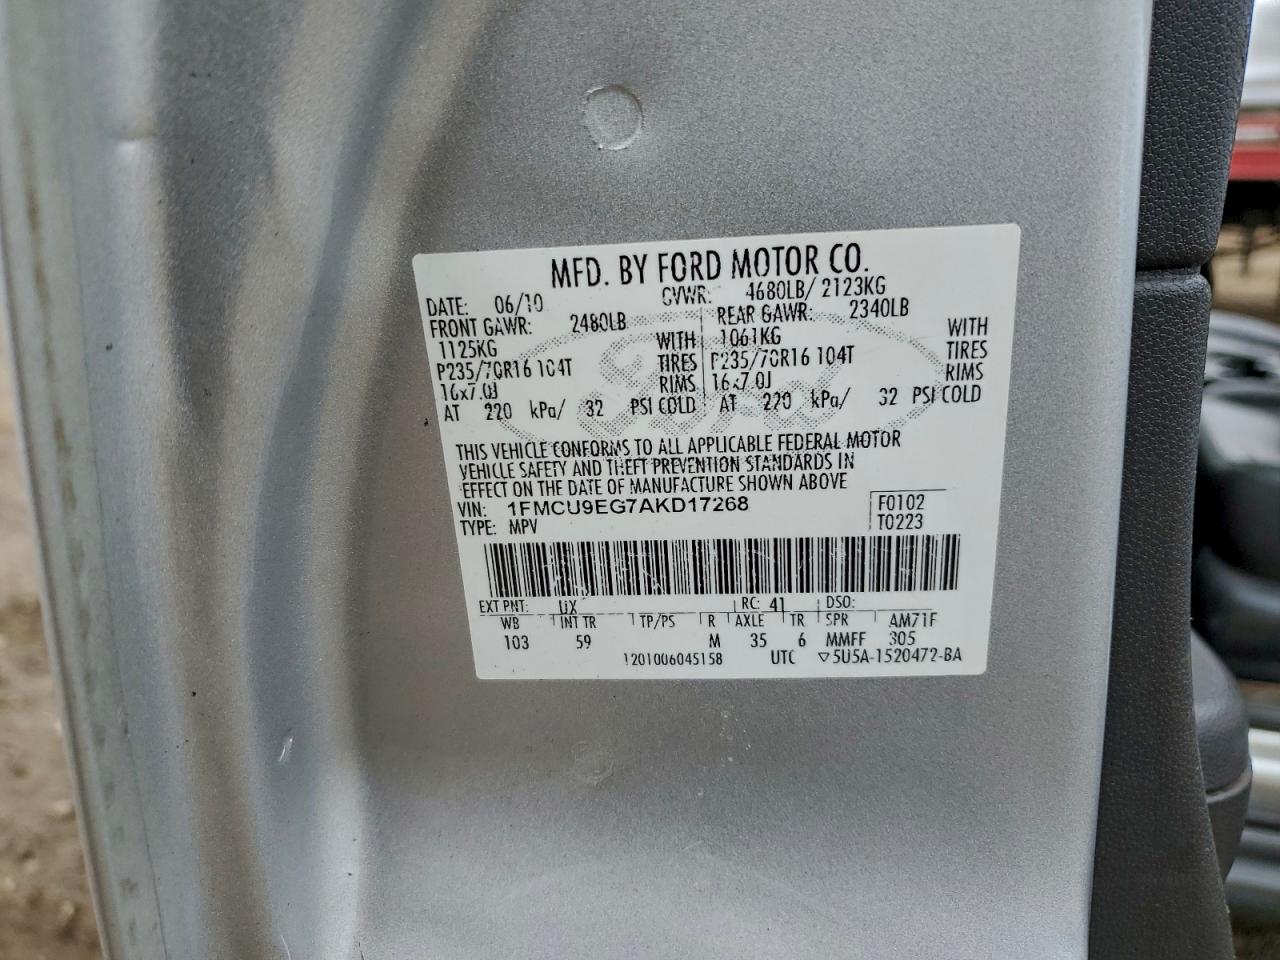 MFD. BY FORD MOTOR CO.
DATE: 06/10 GVWR: 4680LB/ 2123KG
FRONT GAWR: 2480LB REAR GAWR: 2340LB
1125KG WITH 1061KG WITH
P235/70R16 104T TIRES P235/70R16 104T TIRES
16x7.0J RIMS 16x7.0J RIMS
AT 220 kPa/ 32 PSI COLD AT 220 kPa/ 32 PSI COLD
Ford
THIS VEHICLE CONFORMS TO ALL APPLICABLE FEDERAL MOTOR
VEHICLE SAFETY AND THEFT PREVENTION STANDARDS IN
EFFECT ON THE DATE OF MANUFACTURE SHOWN ABOVE
VIN: 1FMCU9EG7AKD17268 F0102
TYPE: MPV T0223
EXT PNT: UX RC: 41 DSO:
WB INT TR TP/PS R AXLE TR SPR AM71F
103 59 M 35 6 MMFF 305
1201006045158 UTC ▽5U5A-1520472-BA